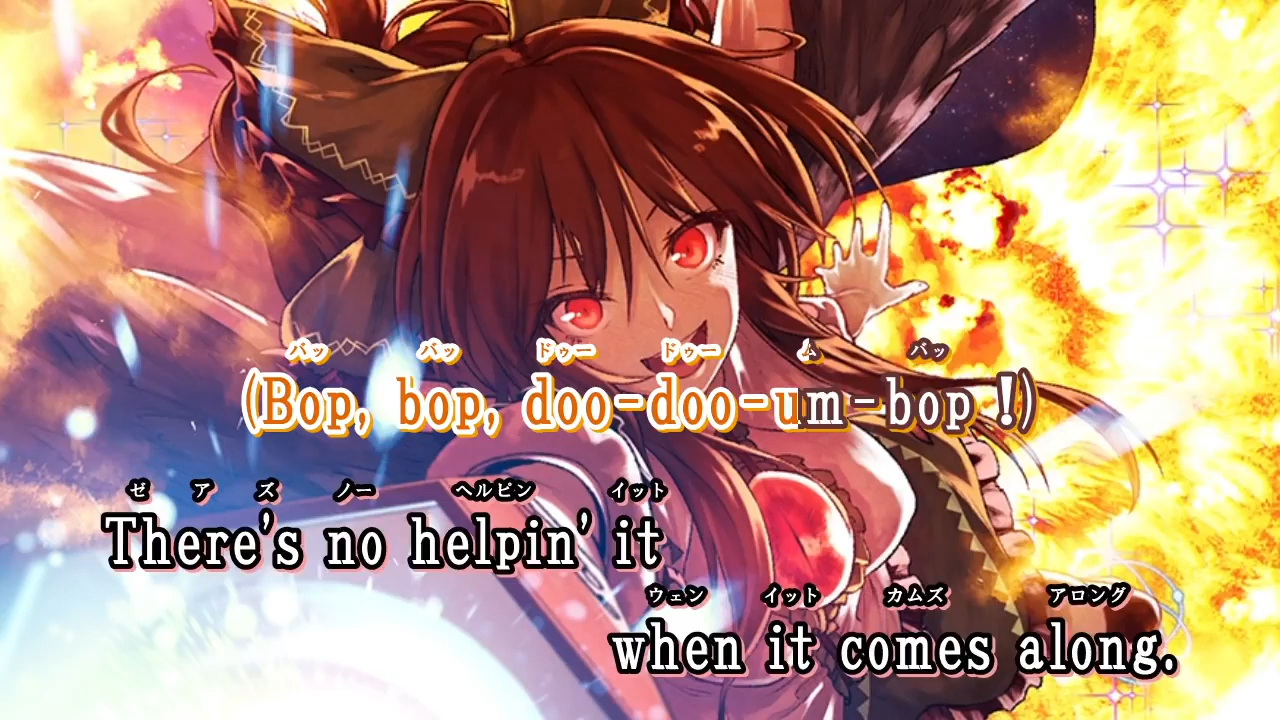 バッ バッ ドゥー ドゥー ム バッ
(Bop, bop, doo-doo-um-bop !)
ゼ ア ズ ノー ヘルピン イット
There's no helpin' it
ウェン イット カムズ アロング
when it comes along.